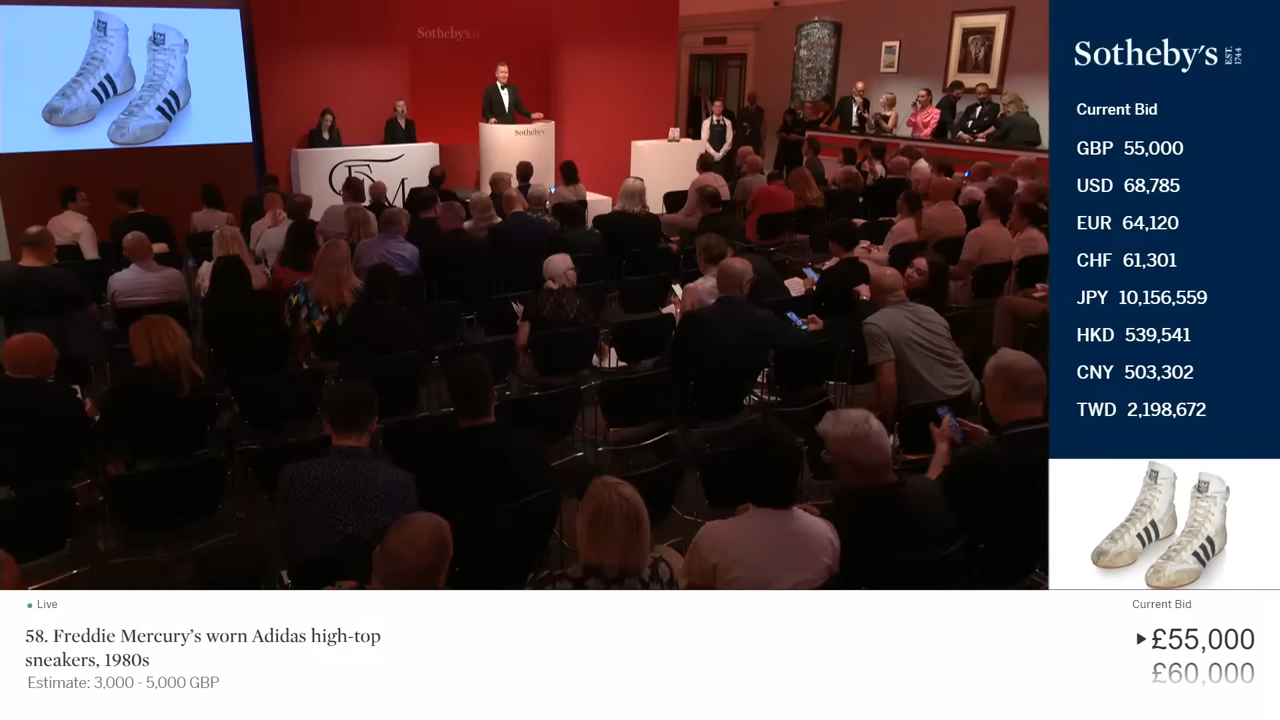 Sotheby's
Sotheby's
Sotheby's EST. 1744
Current Bid
GBP 55,000
USD 68,785
EUR 64,120
CHF 61,301
JPY 10,156,559
HKD 539,541
CNY 503,302
TWD 2,198,672
Live
58. Freddie Mercury's worn Adidas high-top
sneakers, 1980s
Estimate: 3,000 - 5,000 GBP
Current Bid
£55,000
£60,000